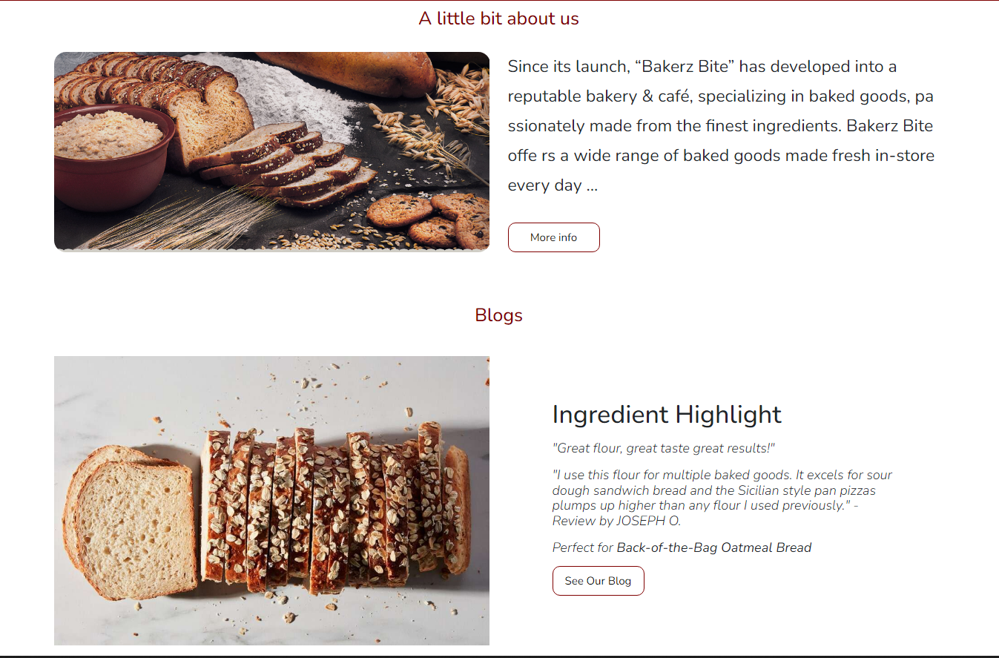 A little bit about us
Since its launch, “Bakerz Bite” has developed into a
reputable bakery & café, specializing in baked goods, pa
ssionately made from the finest ingredients. Bakerz Bite
offe rs a wide range of baked goods made fresh in-store
every day ...
More info
Blogs
Ingredient Highlight
"Great flour, great taste great results!"
"I use this flour for multiple baked goods. It excels for sour
dough sandwich bread and the Sicilian style pan pizzas
plumps up higher than any flour I used previously." -
Review by JOSEPH O.
Perfect for Back-of-the-Bag Oatmeal Bread
See Our Blog